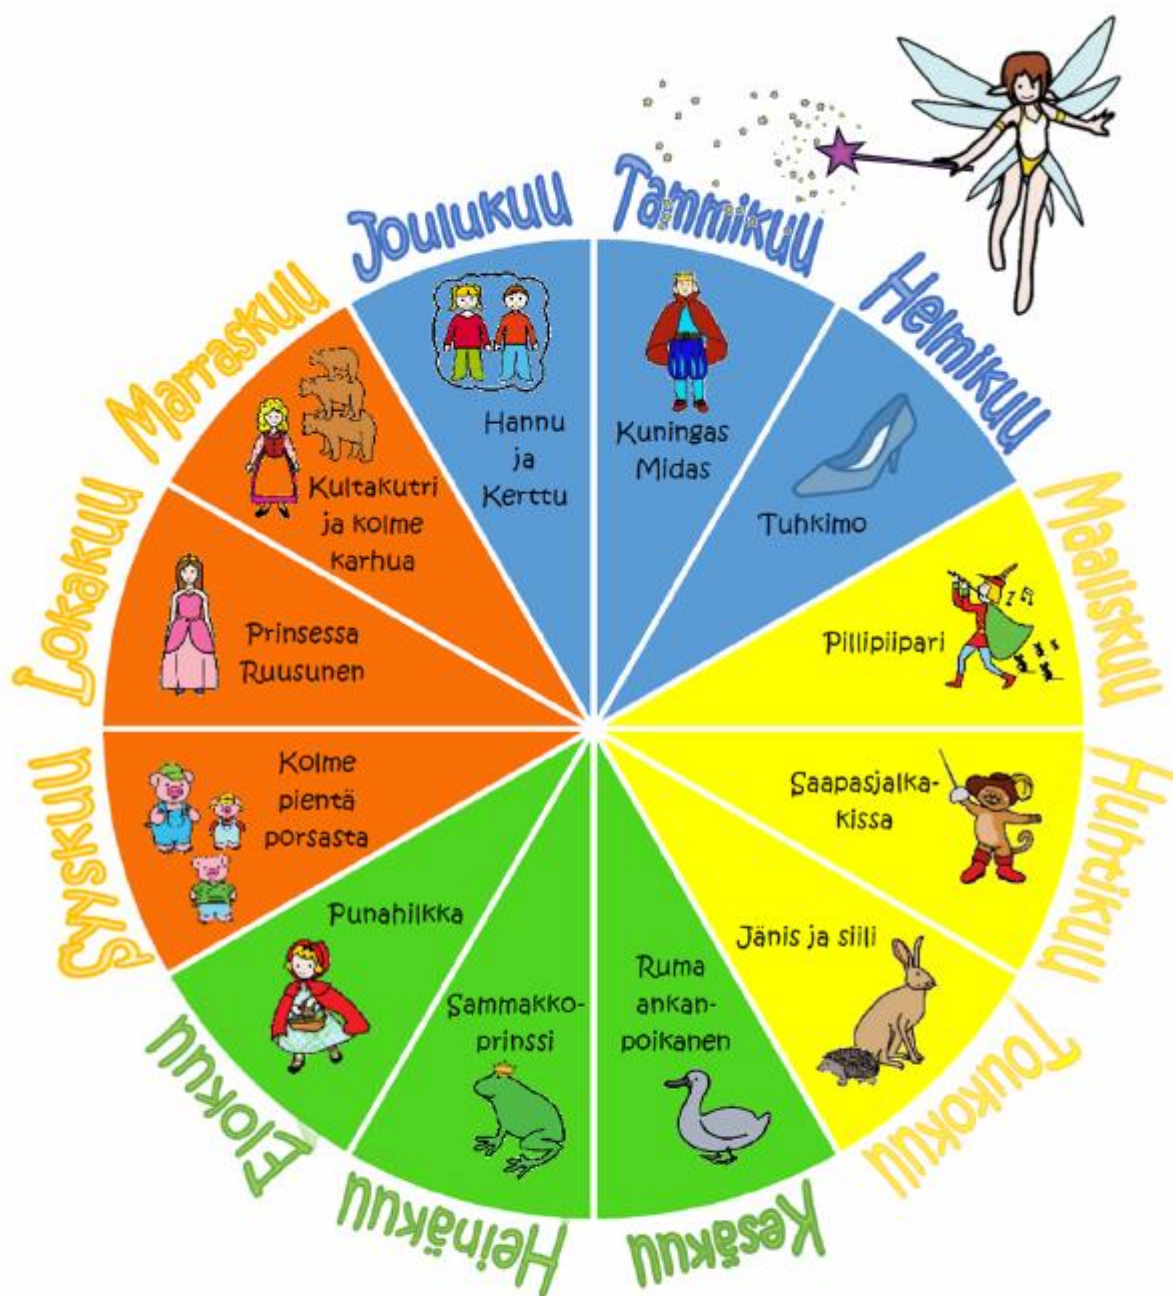 Tammikuu
Kuningas
Midas
Helmikuu
Tuhkimo
Maaliskuu
Pillipiipari
Huhtikuu
Saapasjalka-
kissa
Toukokuu
Jänis ja siili
Kesäkuu
Ruma
ankan-
poikanen
Heinäkuu
Sammakko-
prinssi
Elokuu
Punahilkka
Syyskuu
Kolme
pientä
porsasta
Lokakuu
Prinsessa
Ruusunen
Marraskuu
Kultakutri
ja kolme
karhua
Joulukuu
Hannu
ja
Kerttu